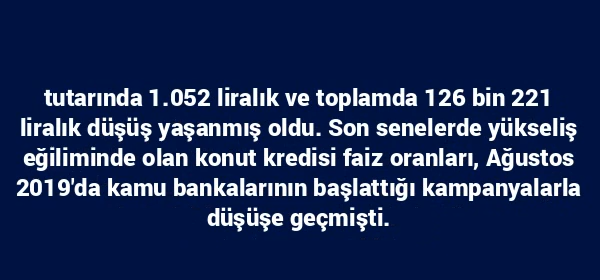 tutarında 1.052 liralık ve toplamda 126 bin 221
liralık düşüş yaşanmış oldu. Son senelerde yükseliş
eğiliminde olan konut kredisi faiz oranları, Ağustos
2019'da kamu bankalarının başlattığı kampanyalarla
düşüşe geçmişti.